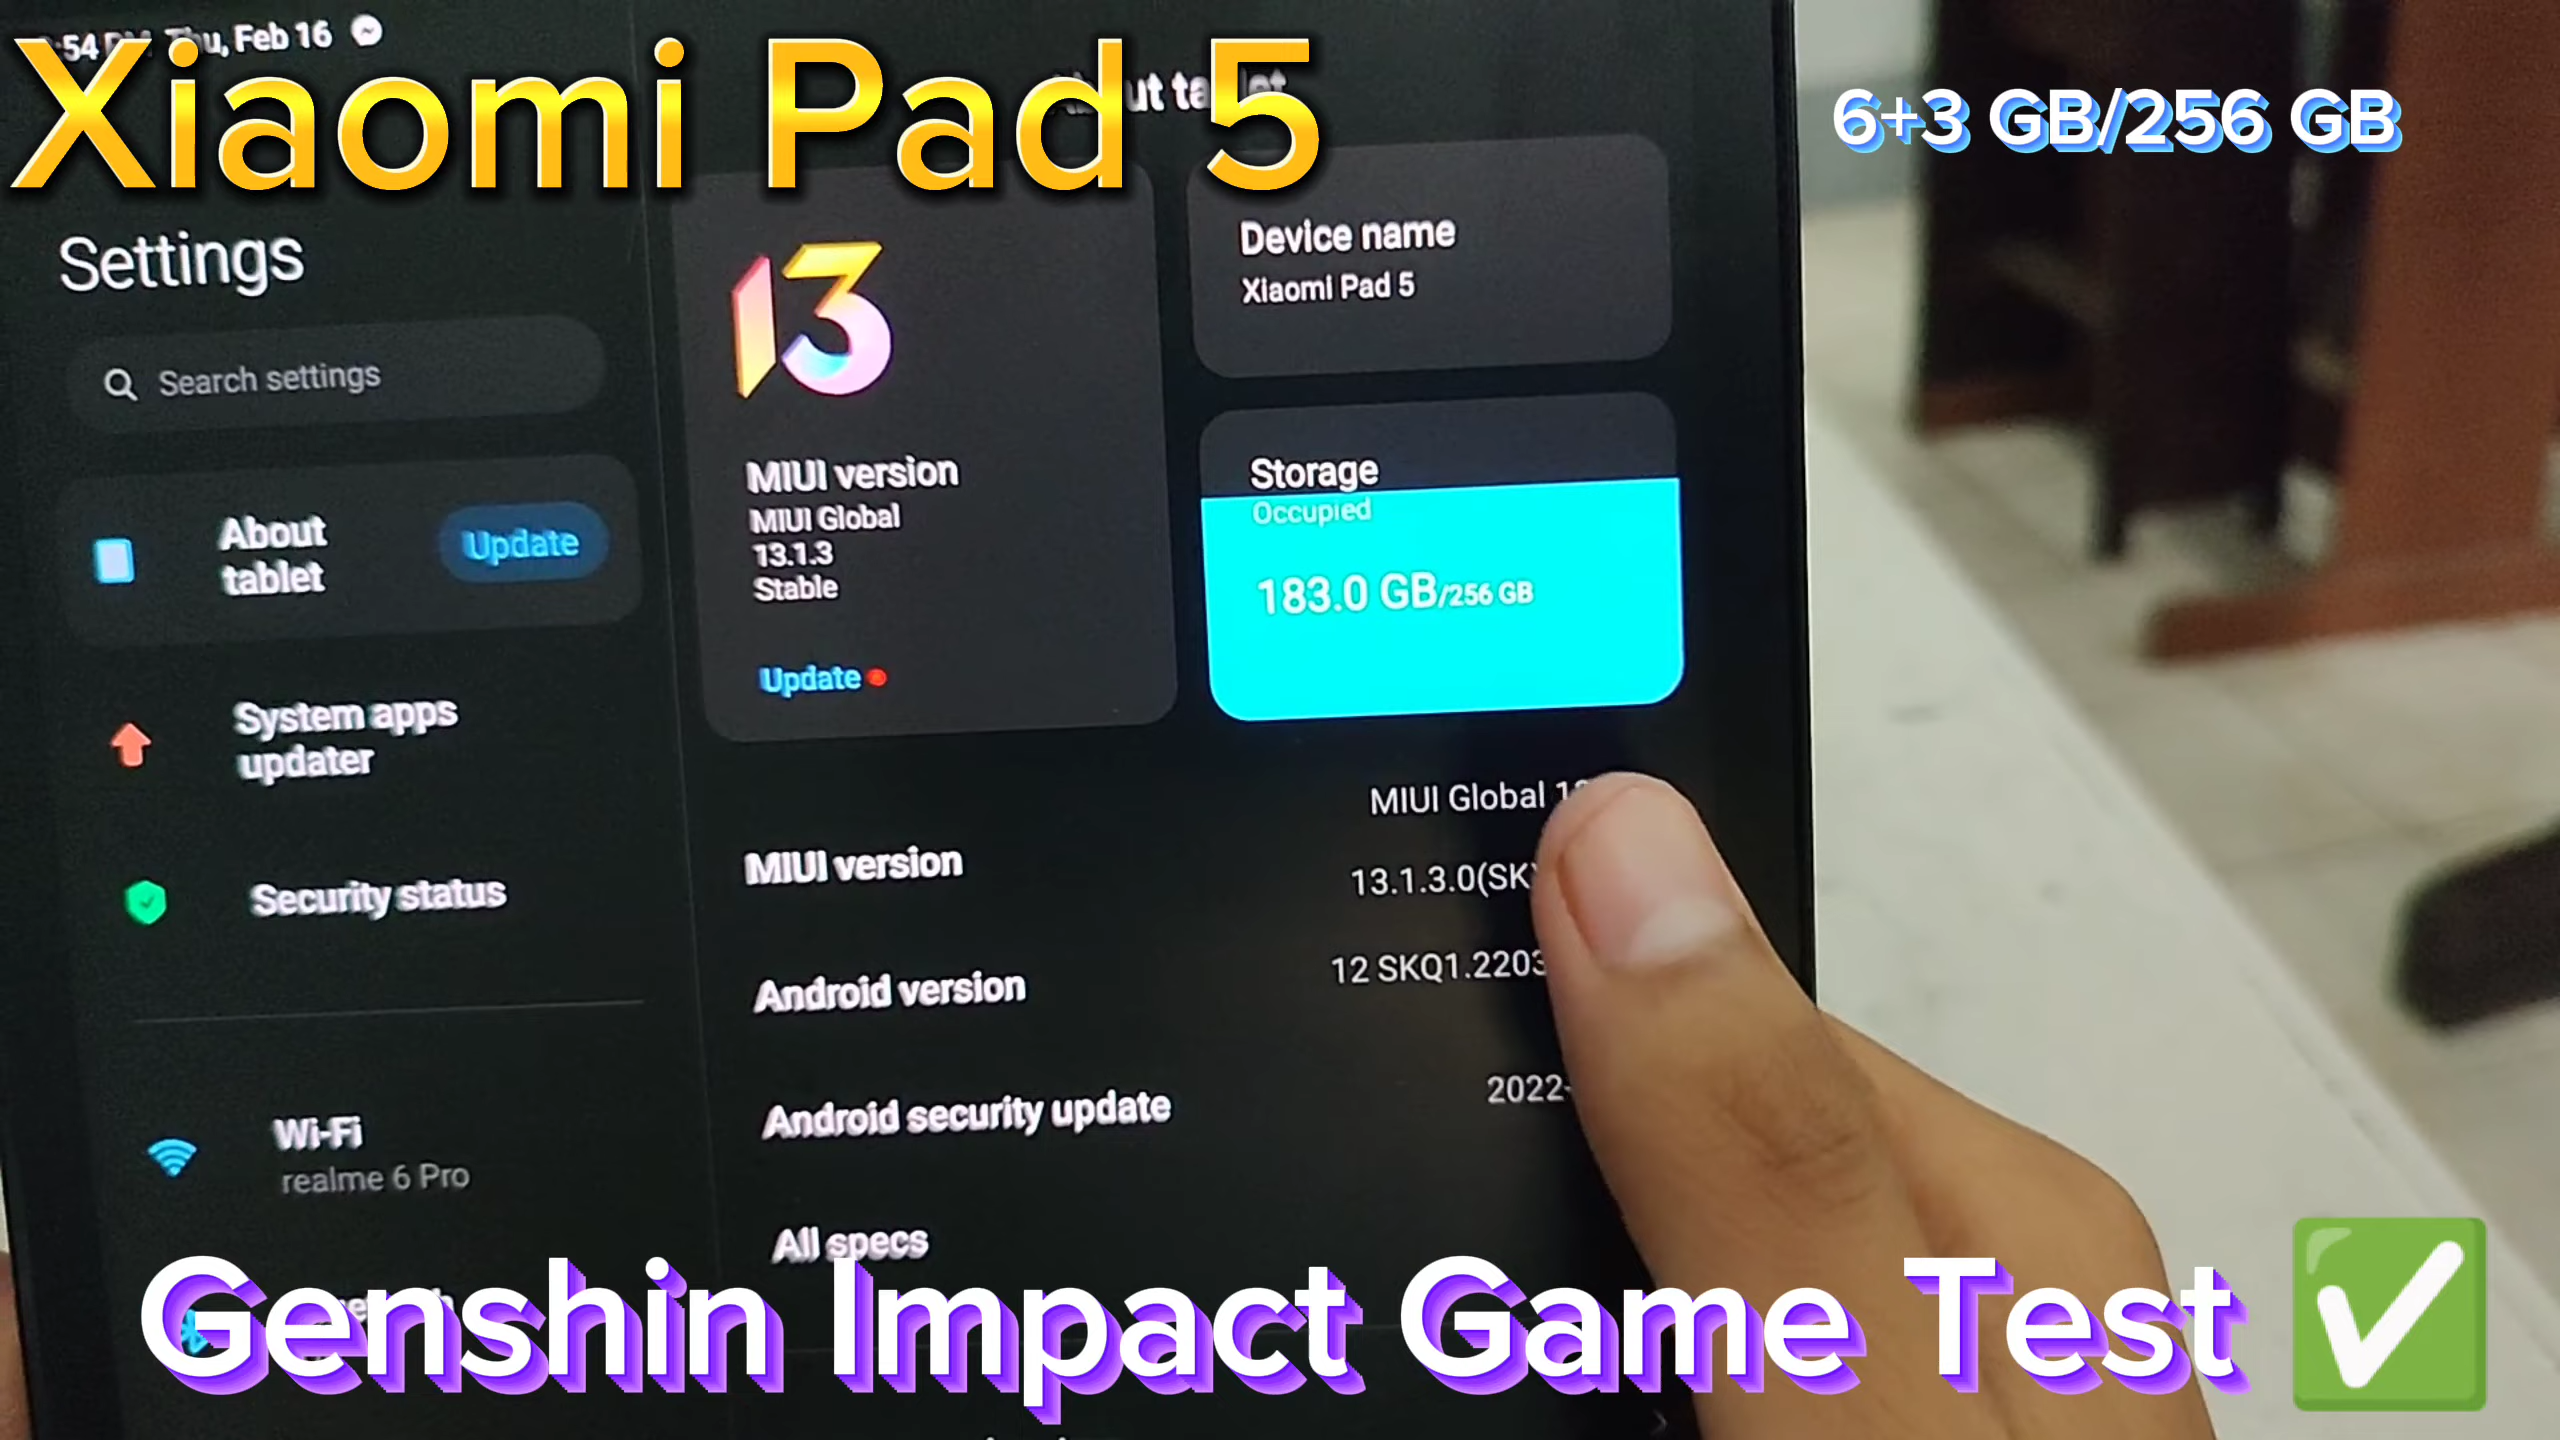 Xiaomi Pad 5
6+3 GB/256 GB
Feb 16
Settings
Search settings
About
tablet
Update
System apps
updater
Security status
Wi-Fi
realme 6 Pro
13
MIUI version
MIUI Global
13.1.3
Stable
Update
Device name
Xiaomi Pad 5
Storage
Occupied
183.0 GB/256 GB
MIUI version
MIUI Global
13.1.3.0(SK
Android version
12 SKQ1.2203
Android security update
2022-
All specs
Genshin Impact Game Test